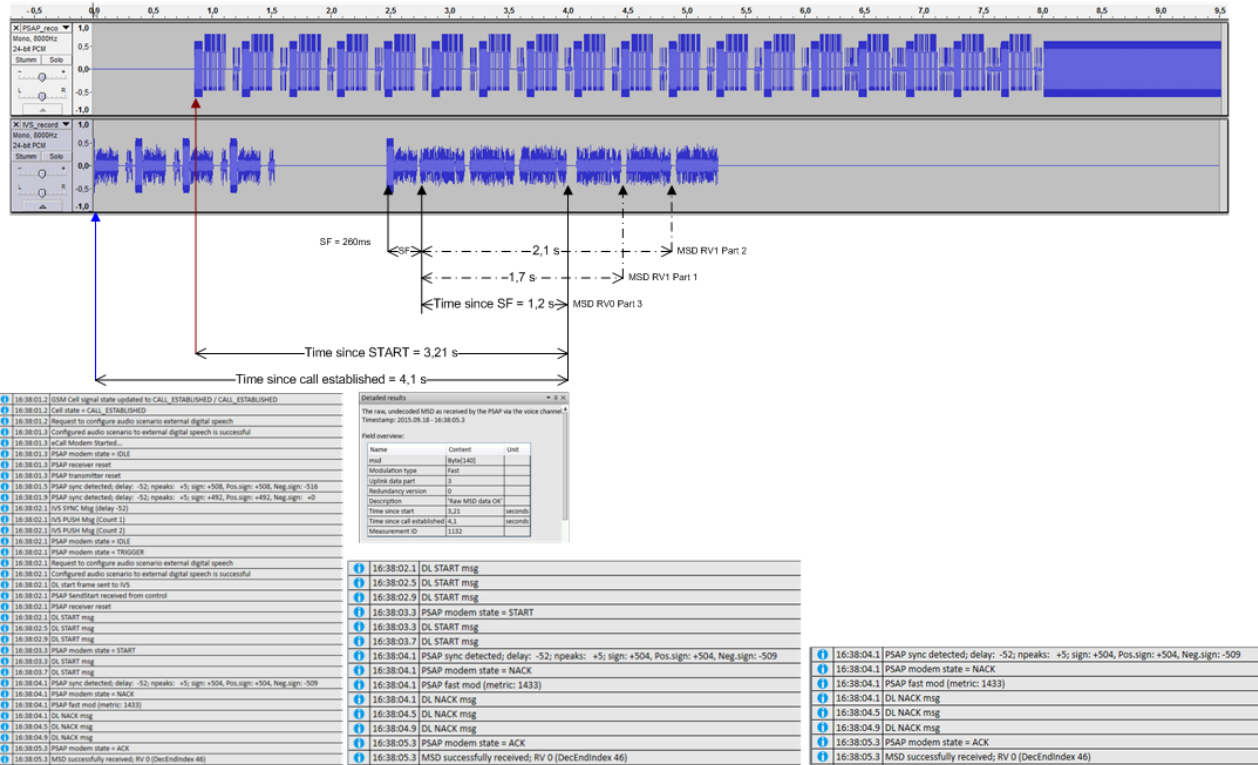 - 0,5 0,0 0,5 1,0 1,5 2,0 2,5 3,0 3,5 4,0 4,5 5,0 5,5 6,0 6,5 7,0 7,5 8,0 8,5 9,0 9,5
X PSAP_reco
Mono, 8000Hz
24-bit PCM
Stumm Solo
- +
L R
1,0
0,5-
0,0-
-0,5-
-1,0
X IVS_record
Mono, 8000Hz
24-bit PCM
Stumm Solo
- +
L R
1,0
0,5-
0,0-
-0,5-
-1,0
SF = 260ms
SF
2,1 s
MSD RV1 Part 2
1,7 s
MSD RV1 Part 1
Time since SF = 1,2 s
MSD RV0 Part 3
Time since START = 3,21 s
Time since call established = 4,1 s
16:38:01.2 GSM Cell signal state updated to CALL_ESTABLISHED / CALL_ESTABLISHED
16:38:01.2 Cell state = CALL_ESTABLISHED
16:38:01.2 Request to configure audio scenario to external digital speech
16:38:01.3 Configured audio scenario to external digital speech is successful
16:38:01.3 eCall Modem Started...
16:38:01.3 PSAP modem state = IDLE
16:38:01.3 PSAP receiver reset
16:38:01.3 PSAP transmitter reset
16:38:01.5 PSAP sync detected; delay: -52; npeaks: +5; sign: +508, Pos.sign: +508, Neg.sign: -516
16:38:01.9 PSAP sync detected; delay: -52; npeaks: +5; sign: +492, Pos.sign: +492, Neg.sign: +0
16:38:02.1 IVS SYNC Msg (delay -52)
16:38:02.1 IVS PUSH Msg (Count 1)
16:38:02.1 IVS PUSH Msg (Count 2)
16:38:02.1 PSAP modem state = IDLE
16:38:02.1 PSAP modem state = TRIGGER
16:38:02.1 Request to configure audio scenario to external digital speech
16:38:02.1 Configured audio scenario to external digital speech is successful
16:38:02.1 DL start frame sent to IVS
16:38:02.1 PSAP SendStart received from control
16:38:02.1 PSAP receiver reset
16:38:02.1 DL START msg
16:38:02.5 DL START msg
16:38:02.9 DL START msg
16:38:03.3 PSAP modem state = START
16:38:03.3 DL START msg
16:38:03.7 DL START msg
16:38:04.1 PSAP sync detected; delay: -52; npeaks: +5; sign: +504, Pos.sign: +504, Neg.sign: -509
16:38:04.1 PSAP modem state = NACK
16:38:04.1 PSAP fast mod (metric: 1433)
16:38:04.1 DL NACK msg
16:38:04.5 DL NACK msg
16:38:04.9 DL NACK msg
16:38:05.3 PSAP modem state = ACK
16:38:05.3 MSD successfully received; RV 0 (DecEndIndex 46)
Detailed results
The raw, undecoded MSD as received by the PSAP via the voice channel
Timestamp: 2015.09.18 - 16:38:05.3
Field overview:
Name Content Unit
msd Byte[140]
Modulation type Fast
Uplink data part 3
Redundancy version 0
Description "Raw MSD data OK"
Time since start 3,21 seconds
Time since call established 4,1 seconds
Measurement ID 1132
16:38:02.1 DL START msg
16:38:02.5 DL START msg
16:38:02.9 DL START msg
16:38:03.3 PSAP modem state = START
16:38:03.3 DL START msg
16:38:03.7 DL START msg
16:38:04.1 PSAP sync detected; delay: -52; npeaks: +5; sign: +504, Pos.sign: +504, Neg.sign: -509
16:38:04.1 PSAP modem state = NACK
16:38:04.1 PSAP fast mod (metric: 1433)
16:38:04.1 DL NACK msg
16:38:04.5 DL NACK msg
16:38:04.9 DL NACK msg
16:38:05.3 PSAP modem state = ACK
16:38:05.3 MSD successfully received; RV 0 (DecEndIndex 46)
16:38:04.1 PSAP sync detected; delay: -52; npeaks: +5; sign: +504, Pos.sign: +504, Neg.sign: -509
16:38:04.1 PSAP modem state = NACK
16:38:04.1 PSAP fast mod (metric: 1433)
16:38:04.1 DL NACK msg
16:38:04.5 DL NACK msg
16:38:04.9 DL NACK msg
16:38:05.3 PSAP modem state = ACK
16:38:05.3 MSD successfully received; RV 0 (DecEndIndex 46)